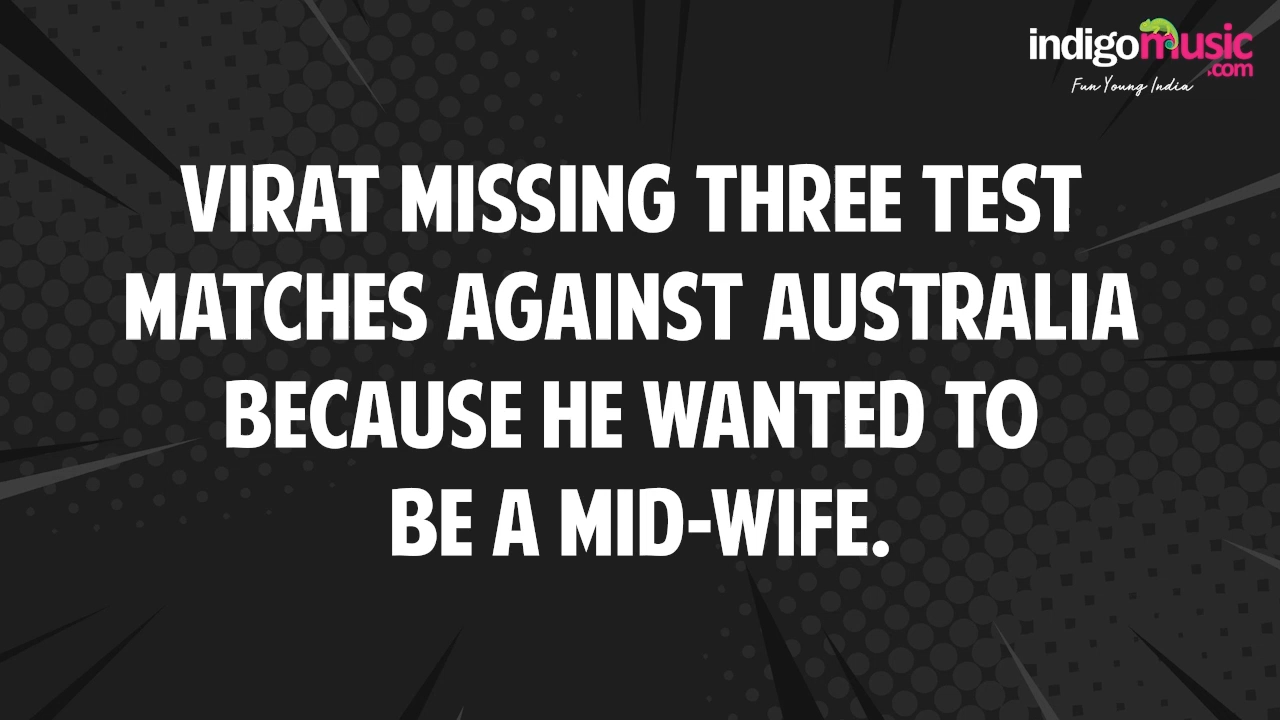 indigomusic
.com
Fun Young India
VIRAT MISSING THREE TEST
MATCHES AGAINST AUSTRALIA
BECAUSE HE WANTED TO
BE A MID-WIFE.